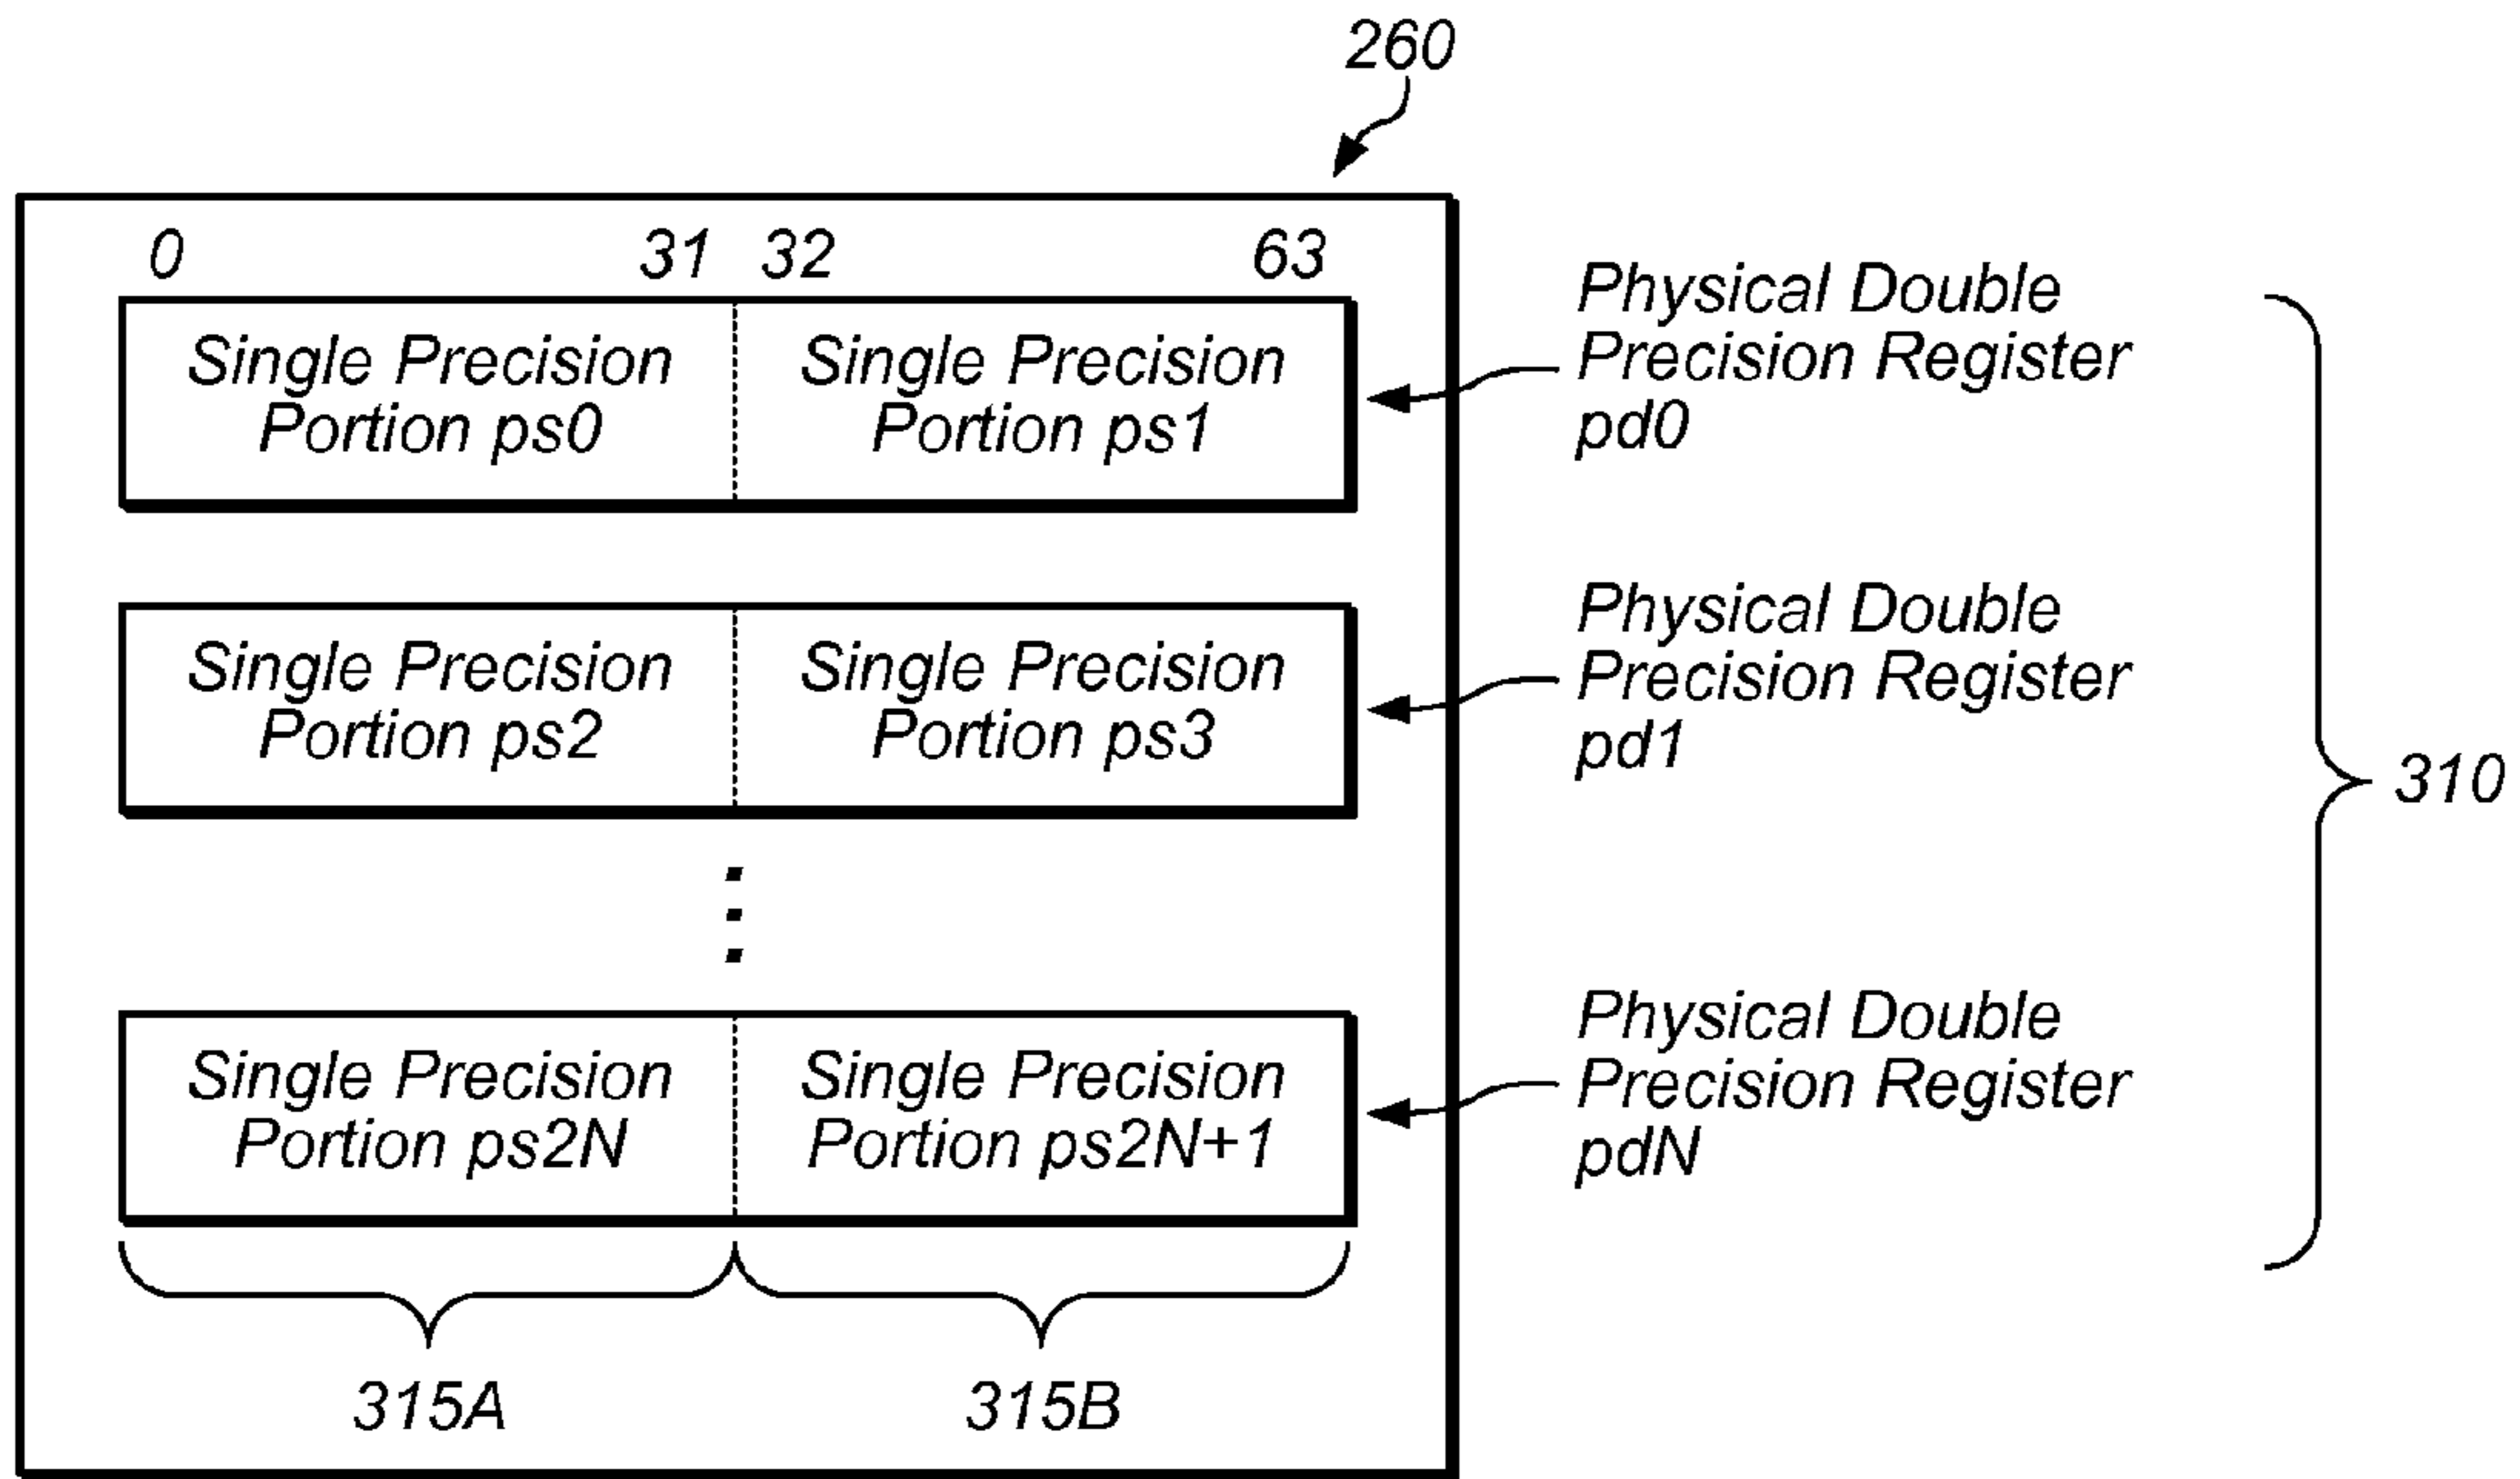 260
0 31 32 63
Single Precision
Portion ps0
Single Precision
Portion ps1
Physical Double
Precision Register
pd0
Single Precision
Portion ps2
Single Precision
Portion ps3
Physical Double
Precision Register
pd1
310
Single Precision
Portion ps2N
Single Precision
Portion ps2N+1
Physical Double
Precision Register
pdN
315A
315B